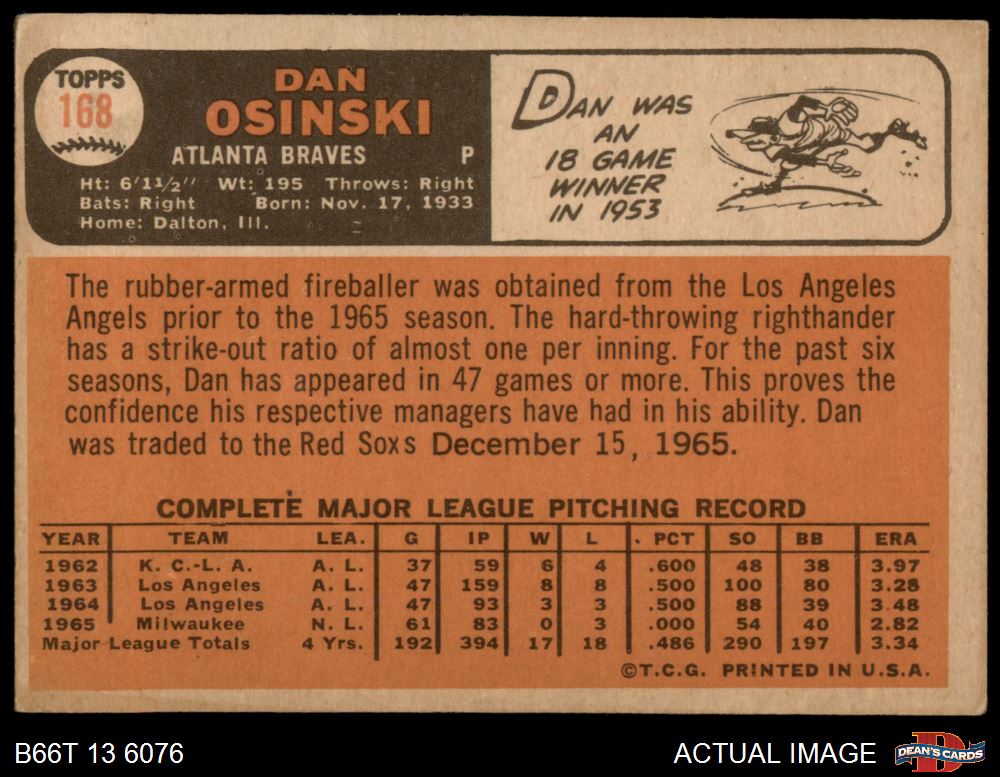 TOPPS
168
DAN
OSINSKI
ATLANTA BRAVES P
Ht: 6'11/2" Wt: 195 Throws: Right
Bats: Right Born: Nov. 17, 1933
Home: Dalton, Ill.
DAN WAS
AN
18 GAME
WINNER
IN 1953
The rubber-armed fireballer was obtained from the Los Angeles
Angels prior to the 1965 season. The hard-throwing righthander
has a strike-out ratio of almost one per inning. For the past six
seasons, Dan has appeared in 47 games or more. This proves the
confidence his respective managers have had in his ability. Dan
was traded to the Red Soxs December 15, 1965.
COMPLETE MAJOR LEAGUE PITCHING RECORD
YEAR TEAM LEA. G IP W L PCT SO BB ERA
1962 K. C.-L. A. A. L. 37 59 6 4 .600 48 38 3.97
1963 Los Angeles A. L. 47 159 8 8 .500 100 80 3.28
1964 Los Angeles A. L. 47 93 3 3 .500 88 39 3.48
1965 Milwaukee N. L. 61 83 0 3 .000 54 40 2.82
Major League Totals 4 Yrs. 192 394 17 18 .486 290 197 3.34
©T.C.G. PRINTED IN U.S.A.
B66T 13 6076 ACTUAL IMAGE
D
DEAN'S CARDS